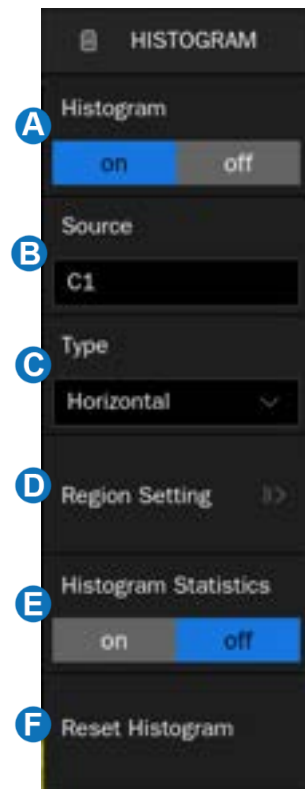 HISTOGRAM
A
Histogram
on off
B
Source
C1
C
Type
Horizontal
D
Region Setting
E
Histogram Statistics
on off
F
Reset Histogram